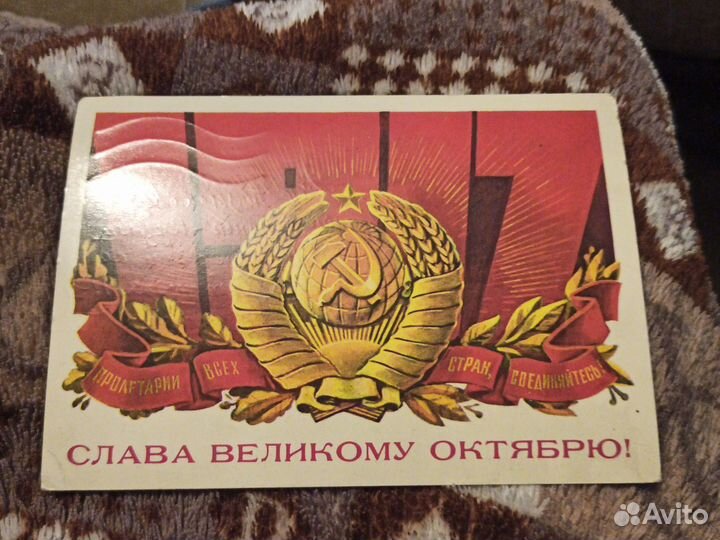 ПРОЛЕТАРИИ ВСЕХ СТРАН, СОЕДИНЯЙТЕСЬ!
СЛАВА ВЕЛИКОМУ ОКТЯБРЮ!
Avito